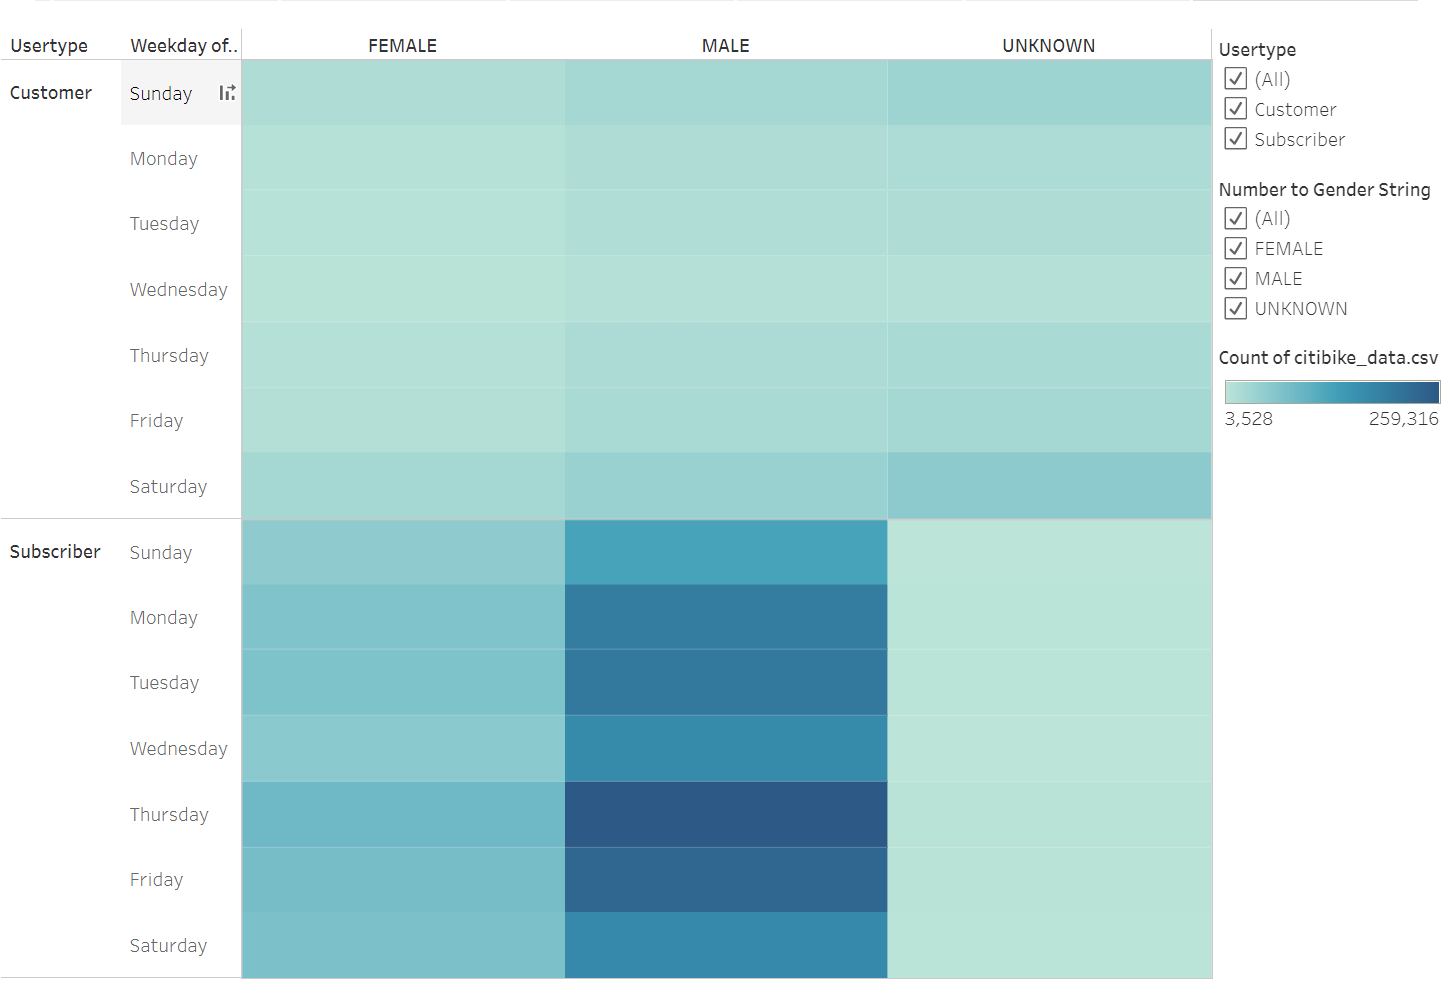 Usertype Weekday of.. FEMALE MALE UNKNOWN
Customer Sunday
Monday
Tuesday
Wednesday
Thursday
Friday
Saturday
Subscriber Sunday
Monday
Tuesday
Wednesday
Thursday
Friday
Saturday
Usertype
(All)
Customer
Subscriber
Number to Gender String
(All)
FEMALE
MALE
UNKNOWN
Count of citibike_data.csv
3,528 259,316